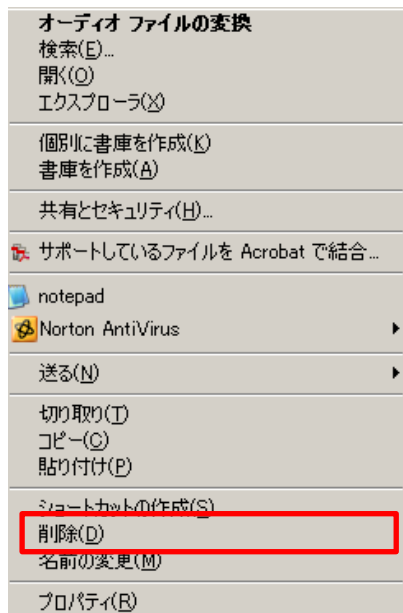 オーディオ ファイルの変換
検索(E)...
開く(O)
エクスプローラ(X)
個別に書庫を作成(K)
書庫を作成(A)
共有とセキュリティ(H)...
サポートしているファイルを Acrobat で結合...
notepad
Norton AntiVirus
送る(N)
切り取り(T)
コピー(C)
貼り付け(P)
ショートカットの作成(S)
削除(D)
名前の変更(M)
プロパティ(R)